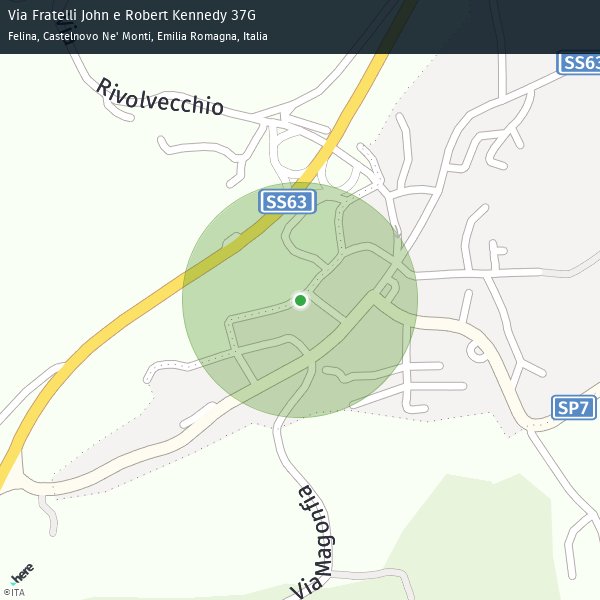 Via Fratelli John e Robert Kennedy 37G
Felina, Castelnovo Ne' Monti, Emilia Romagna, Italia
Via
Rivolvecchio
SS63
SS63
SP7
Via Magonfia
here
©ITA